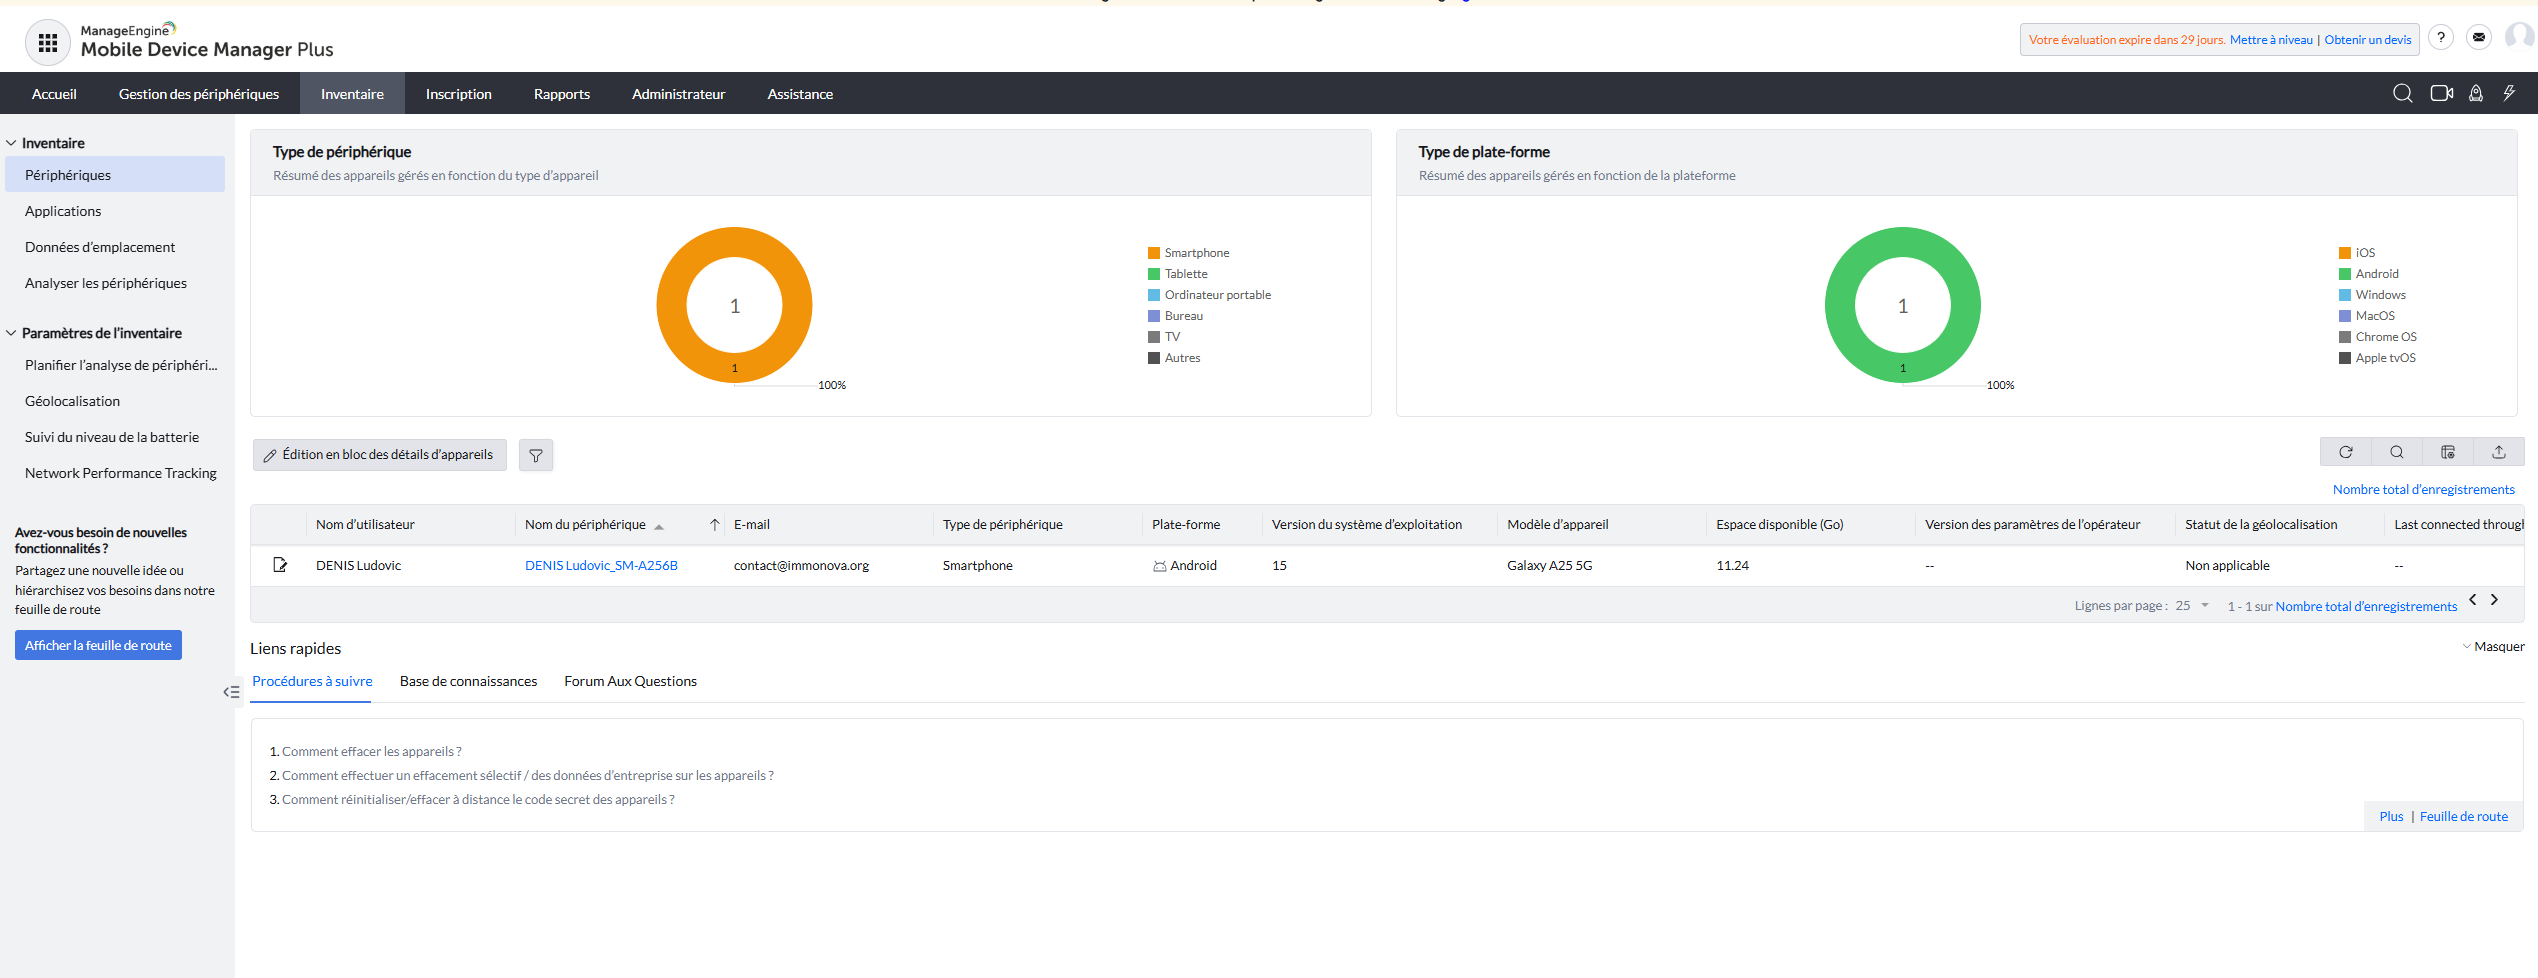 ManageEngine
Mobile Device Manager Plus
Votre évaluation expire dans 29 jours. Mettre à niveau | Obtenir un devis
?
Accueil Gestion des périphériques Inventaire Inscription Rapports Administrateur Assistance
Inventaire
Périphériques
Applications
Données d'emplacement
Analyser les périphériques
Paramètres de l'inventaire
Planifier l'analyse de périphéri...
Géolocalisation
Suivi du niveau de la batterie
Network Performance Tracking
Avez-vous besoin de nouvelles
fonctionnalités ?
Partagez une nouvelle idée ou
hiérarchisez vos besoins dans notre
feuille de route
Afficher la feuille de route
Type de périphérique
Résumé des appareils gérés en fonction du type d'appareil
1
1
100%
Smartphone
Tablette
Ordinateur portable
Bureau
TV
Autres
Type de plate-forme
Résumé des appareils gérés en fonction de la plateforme
1
1
100%
iOS
Android
Windows
MacOS
Chrome OS
Apple tvOS
Édition en bloc des détails d'appareils
Nombre total d'enregistrements
Nom d'utilisateur Nom du périphérique E-mail Type de périphérique Plate-forme Version du système d'exploitation Modèle d'appareil Espace disponible (Go) Version des paramètres de l'opérateur Statut de la géolocalisation Last connected through
DENIS Ludovic DENIS Ludovic_SM-A256B contact@immonova.org Smartphone Android 15 Galaxy A25 5G 11.24 -- Non applicable --
Lignes par page : 25 1 - 1 sur Nombre total d'enregistrements
Liens rapides
Masquer
Procédures à suivre Base de connaissances Forum Aux Questions
1. Comment effacer les appareils ?
2. Comment effectuer un effacement sélectif / des données d'entreprise sur les appareils ?
3. Comment réinitialiser/effacer à distance le code secret des appareils ?
Plus | Feuille de route